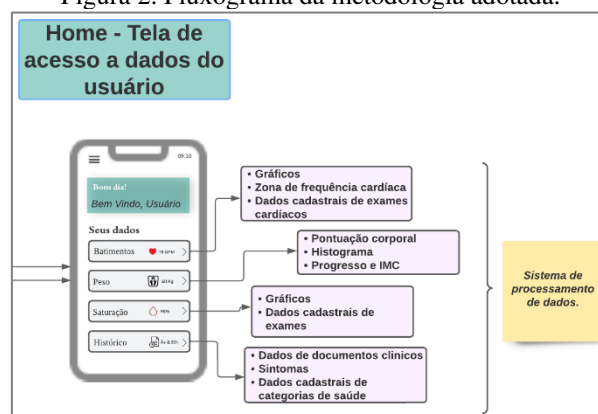 Figura 2: Fluxograma da metodologia adotada.
Home - Tela de
acesso a dados do
usuário
09:10
Bom dia!
Bem Vindo, Usuário
Seus dados
Batimentos
Peso
Saturação
Histórico
• Gráficos
• Zona de frequência cardíaca
• Dados cadastrais de exames
cardíacos
• Pontuação corporal
• Histograma
• Progresso e IMC
• Gráficos
• Dados cadastrais de
exames
• Dados de documentos clinicos
• Sintomas
• Dados cadastrais de
categorias de saúde
Sistema de
processamento
de dados.